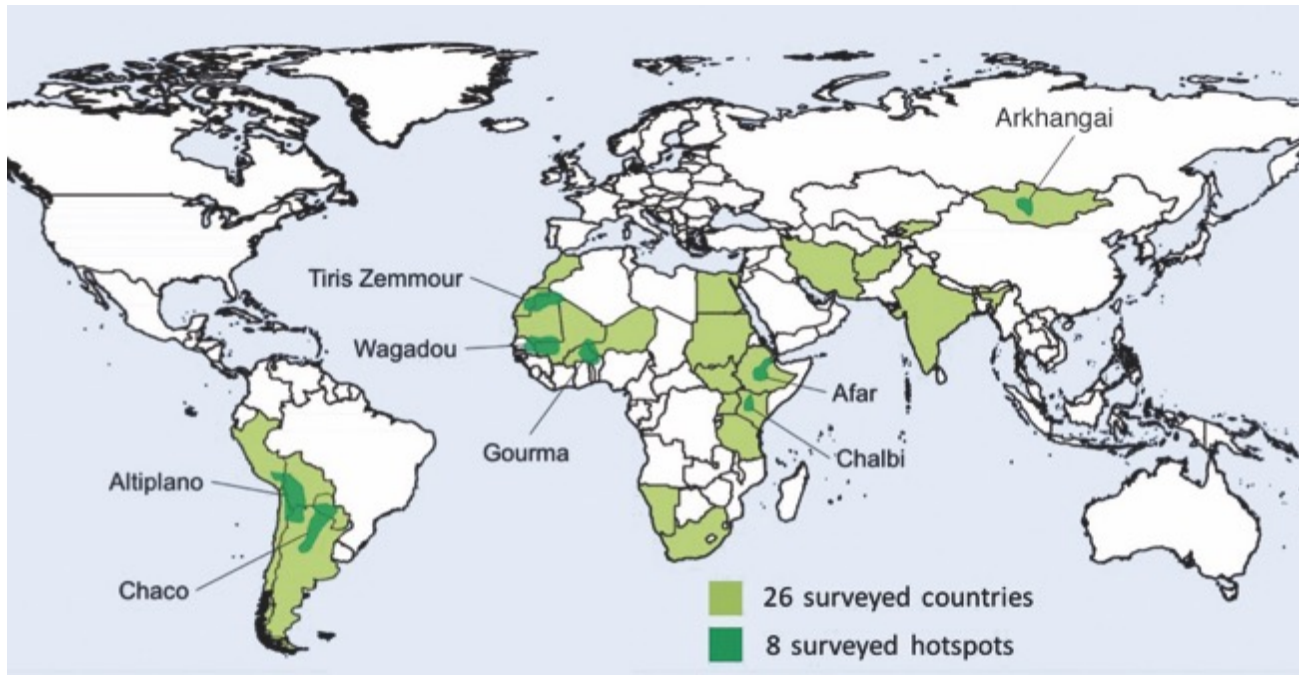 Arkhangai
Tiris Zemmour
Wagadou
Afar
Gourma
Chalbi
Altiplano
Chaco
26 surveyed countries
8 surveyed hotspots